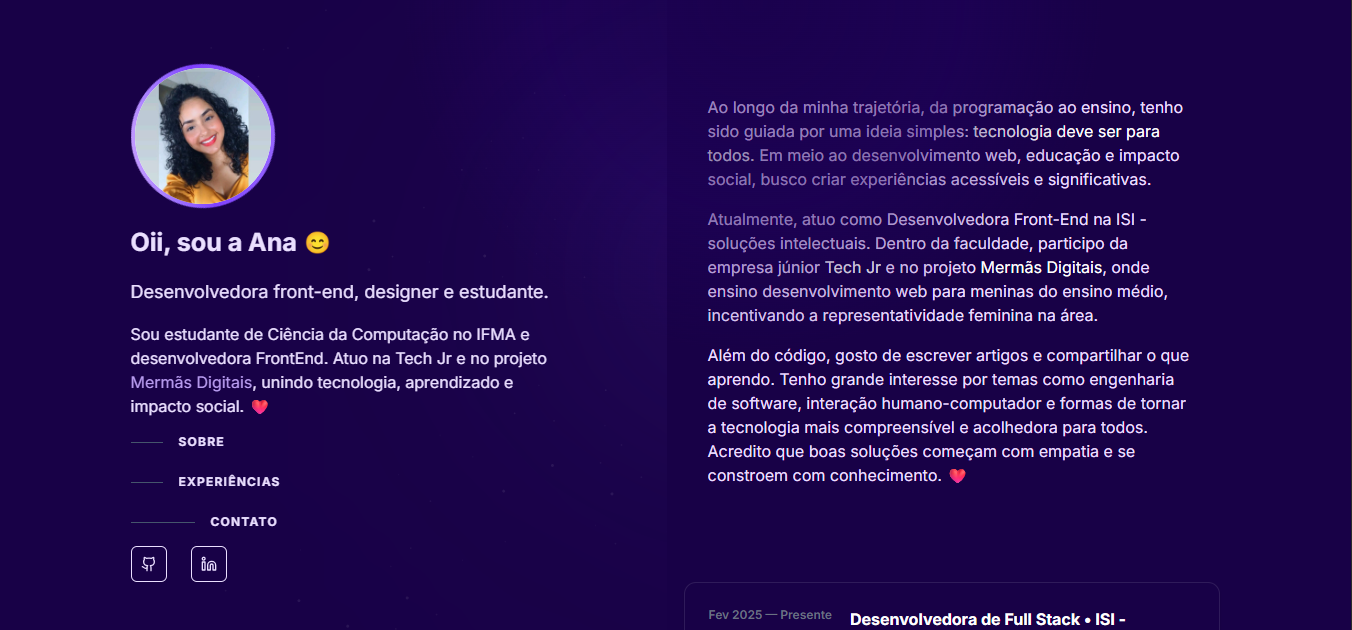 Oii, sou a Ana 😊
Desenvolvedora front-end, designer e estudante.
Sou estudante de Ciência da Computação no IFMA e
desenvolvedora FrontEnd. Atuo na Tech Jr e no projeto
Mermãs Digitais, unindo tecnologia, aprendizado e
impacto social. ❤️
SOBRE
EXPERIÊNCIAS
CONTATO
in
Ao longo da minha trajetória, da programação ao ensino, tenho
sido guiada por uma ideia simples: tecnologia deve ser para
todos. Em meio ao desenvolvimento web, educação e impacto
social, busco criar experiências acessíveis e significativas.
Atualmente, atuo como Desenvolvedora Front-End na ISI -
soluções intelectuais. Dentro da faculdade, participo da
empresa júnior Tech Jr e no projeto Mermãs Digitais, onde
ensino desenvolvimento web para meninas do ensino médio,
incentivando a representatividade feminina na área.
Além do código, gosto de escrever artigos e compartilhar o que
aprendo. Tenho grande interesse por temas como engenharia
de software, interação humano-computador e formas de tornar
a tecnologia mais compreensível e acolhedora para todos.
Acredito que boas soluções começam com empatia e se
constroem com conhecimento. ❤️
Fev 2025 — Presente
Desenvolvedora de Full Stack • ISI -